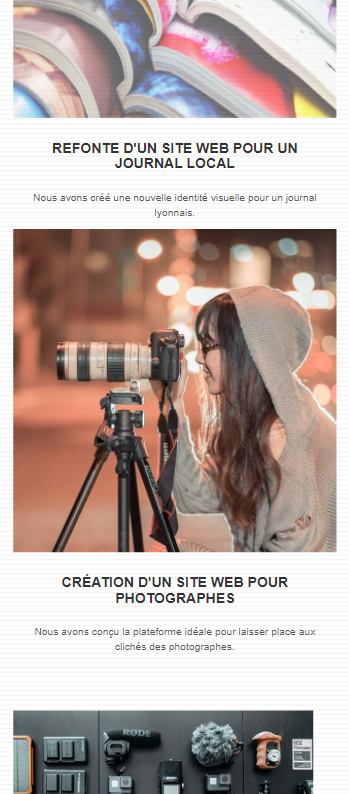 REFONTE D'UN SITE WEB POUR UN
JOURNAL LOCAL
Nous avons créé une nouvelle identité visuelle pour un journal
lyonnais.
CRÉATION D'UN SITE WEB POUR
PHOTOGRAPHES
Nous avons conçu la plateforme idéale pour laisser place aux
clichés des photographes.
RØDE